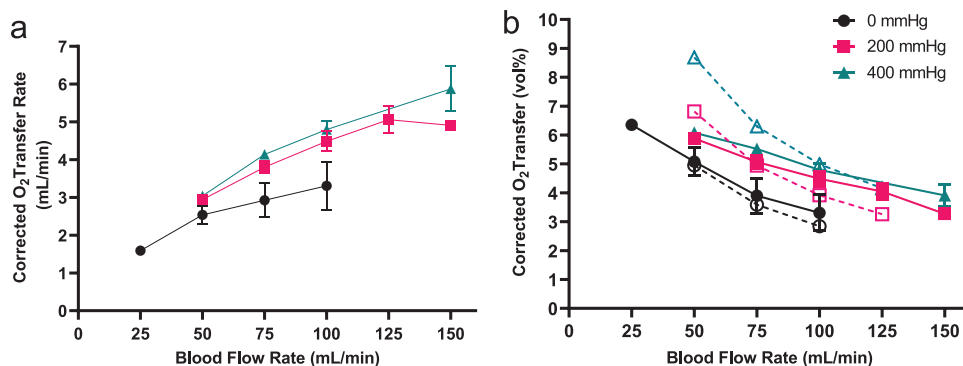 a
Corrected O2Transfer Rate
(mL/min)
7
6
5
4
3
2
1
0
0 25 50 75 100 125 150
Blood Flow Rate (mL/min)
b
0 mmHg
200 mmHg
400 mmHg
Corrected O2Transfer (vol%)
10
9
8
7
6
5
4
3
2
1
0
0 25 50 75 100 125 150
Blood Flow Rate (mL/min)